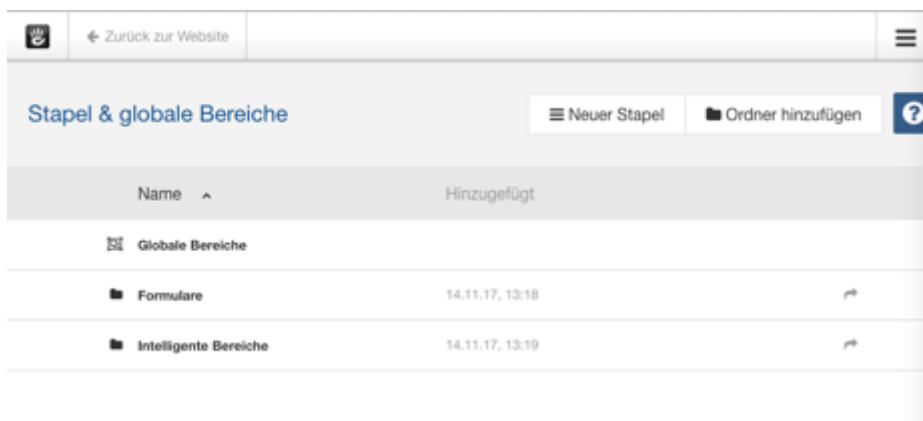 Zurück zur Website
Stapel & globale Bereiche
Neuer Stapel
Ordner hinzufügen
?
Name
Hinzugefügt
Globale Bereiche
Formulare
14.11.17, 13:18
Intelligente Bereiche
14.11.17, 13:19